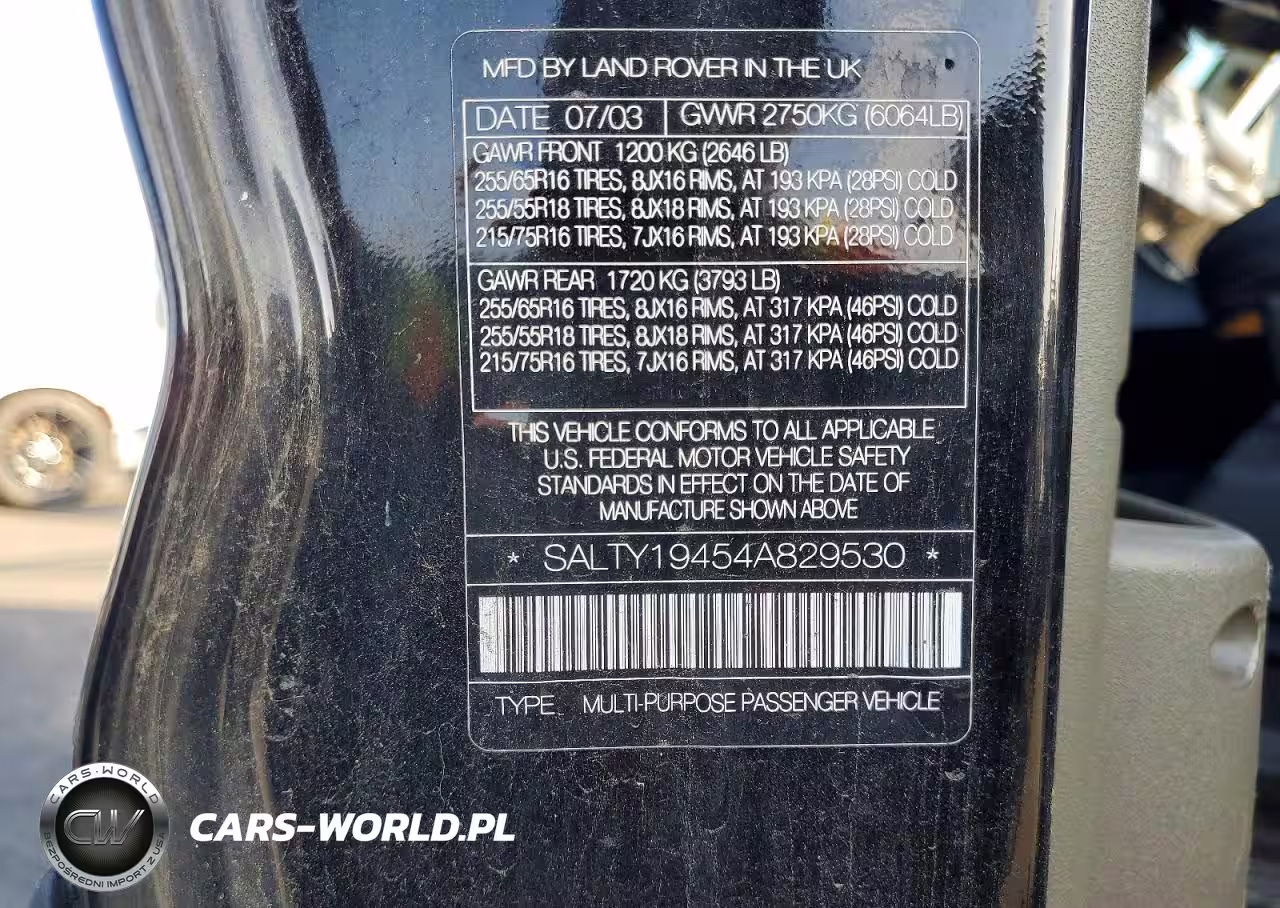 MFD BY LAND ROVER IN THE UK
DATE 07/03 GVWR 2750KG (6064LB)
GAWR FRONT 1200 KG (2646 LB)
255/65R16 TIRES, 8JX16 RIMS, AT 193 KPA (28PSI) COLD
255/55R18 TIRES, 8JX18 RIMS, AT 193 KPA (28PSI) COLD
215/75R16 TIRES, 7JX16 RIMS, AT 193 KPA (28PSI) COLD
GAWR REAR 1720 KG (3793 LB)
255/65R16 TIRES, 8JX16 RIMS, AT 317 KPA (46PSI) COLD
255/55R18 TIRES, 8JX18 RIMS, AT 317 KPA (46PSI) COLD
215/75R16 TIRES, 7JX16 RIMS, AT 317 KPA (46PSI) COLD
THIS VEHICLE CONFORMS TO ALL APPLICABLE
U.S. FEDERAL MOTOR VEHICLE SAFETY
STANDARDS IN EFFECT ON THE DATE OF
MANUFACTURE SHOWN ABOVE
* SALTY19454A829530 *
TYPE MULTI-PURPOSE PASSENGER VEHICLE
CARS-WORLD
CW
BEZPOŚREDNI IMPORT Z USA
CARS-WORLD.PL